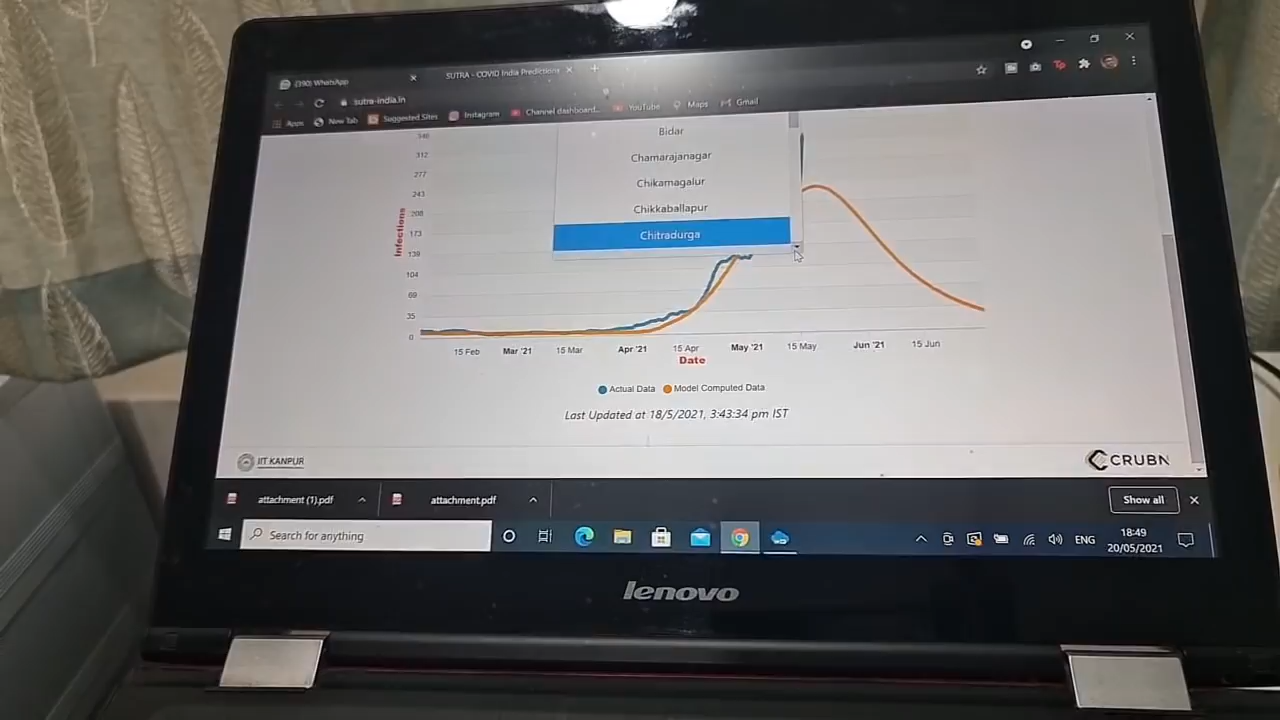 (390) WhatsApp
SUTRA - COVID India Predictions
sutra-india.in
Apps
New Tab
Suggested Sites
Instagram
Channel dashboard...
YouTube
Maps
Gmail
Tp
346
312
277
243
208
173
139
104
69
35
0
Infections
Bidar
Chamarajanagar
Chikamagalur
Chikkaballapur
Chitradurga
15 Feb
Mar '21
15 Mar
Apr '21
15 Apr
May '21
15 May
Jun '21
15 Jun
Date
Actual Data
Model Computed Data
Last Updated at 18/5/2021, 3:43:34 pm IST
IIT KANPUR
CRUBN
attachment (1).pdf
attachment.pdf
Show all
Search for anything
ENG
18:49
20/05/2021
lenovo